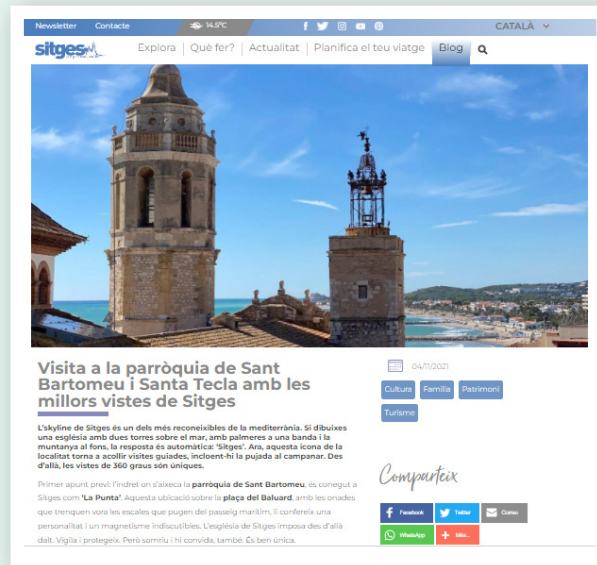 Newsletter Contacte 14.5ºC CATALÀ
sitges Explora Què fer? Actualitat Planifica el teu viatge Blog
Visita a la parròquia de Sant
Bartomeu i Santa Tecla amb les
millors vistes de Sitges
L'skyline de Sitges és un dels més reconeixibles de la mediterrània. Si dibuixes
una església amb dues torres sobre el mar, amb palmeres a una banda i la
muntanya al fons, la resposta és automàtica: 'Sitges'. Ara, aquesta icona de la
localitat torna a acollir visites guiades, incloent-hi la pujada al campanar. Des
d'allà, les vistes de 360 graus són úniques.
Primer apunt previ: l'indret on s'aixeca la parròquia de Sant Bartomeu, és conegut a
Sitges com 'La Punta'. Aquesta ubicació sobre la plaça del Baluard, amb les onades
que trenquen vora les escales que pugen del passeig marítim, li confereix una
personalitat i un magnetisme indiscutibles. L'església de Sitges imposa des d'allà
dalt. Vigila i protegeix. Però somriu i hi convida, també. És ben única.
04/11/2021
Cultura Família Patrimoni
Turisme
Comparteix
Facebook Twitter Correu
WhatsApp Més...